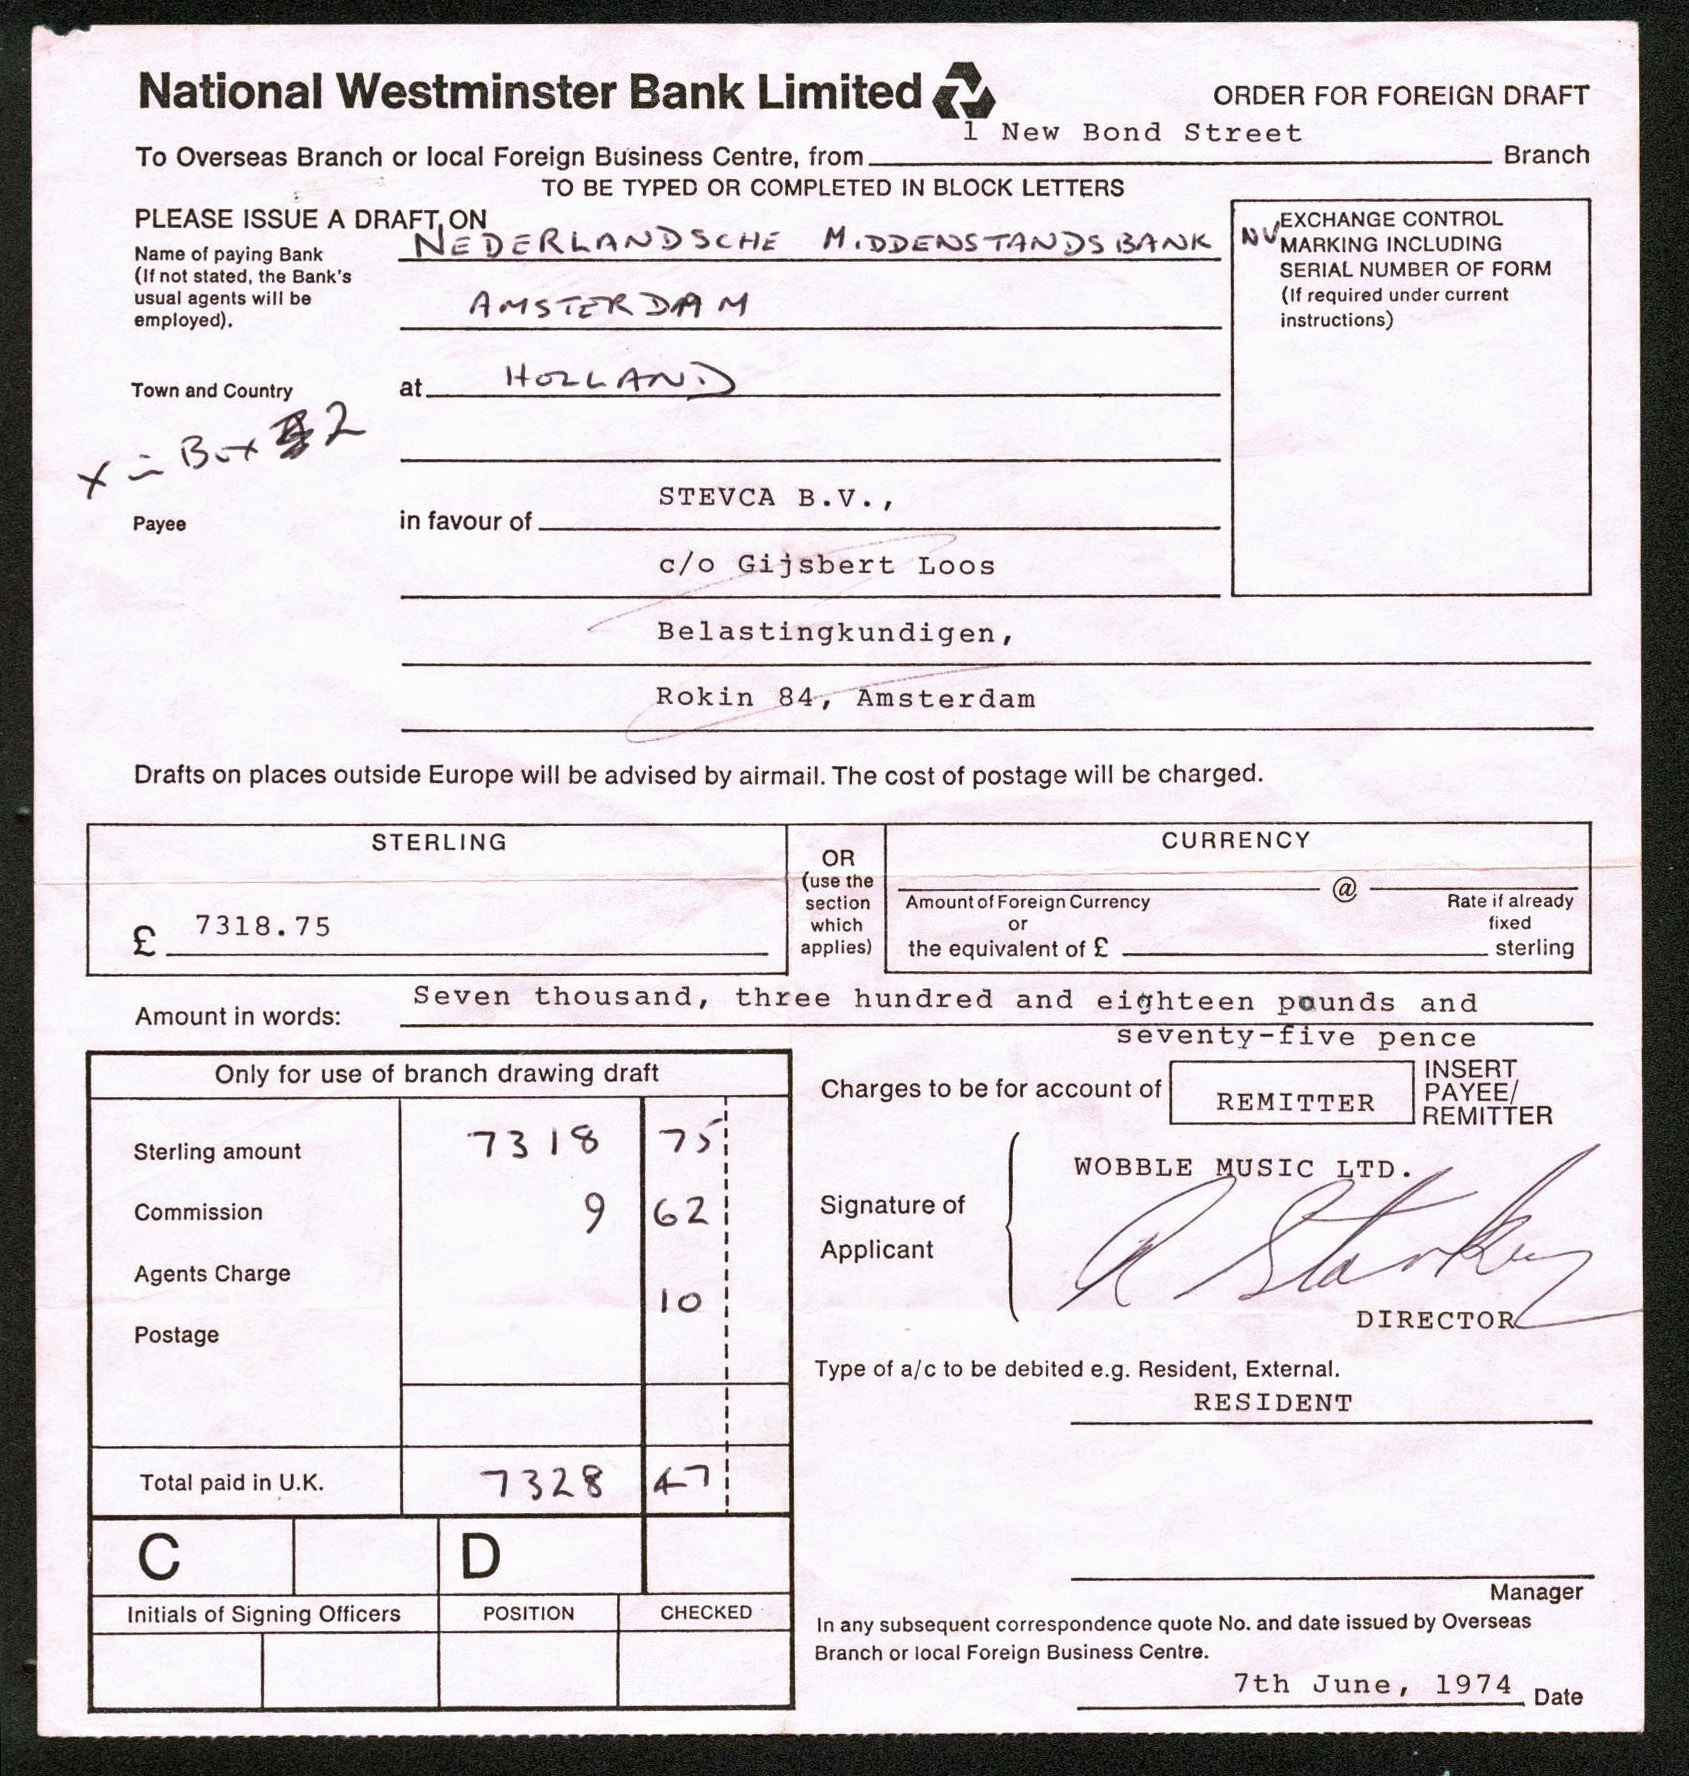 National Westminster Bank Limited
ORDER FOR FOREIGN DRAFT
1 New Bond Street
To Overseas Branch or local Foreign Business Centre, from Branch
TO BE TYPED OR COMPLETED IN BLOCK LETTERS
PLEASE ISSUE A DRAFT ON
Name of paying Bank
(If not stated, the Bank's
usual agents will be
employed).
NEDERLANDSCHE MIDDENSTANDSBANK NV
AMSTERDAM
EXCHANGE CONTROL
MARKING INCLUDING
SERIAL NUMBER OF FORM
(If required under current
instructions)
Town and Country at HOLLAND
Box 2
Payee in favour of STEVCA B.V.,
c/o Gijsbert Loos
Belastingkundigen,
Rokin 84, Amsterdam
Drafts on places outside Europe will be advised by airmail. The cost of postage will be charged.
STERLING
£ 7318.75
OR
(use the
section
which
applies)
CURRENCY
@
Amount of Foreign Currency
or
the equivalent of £ sterling
Rate if already
fixed
Amount in words: Seven thousand, three hundred and eighteen pounds and
seventy-five pence
Only for use of branch drawing draft
Sterling amount 7318 75
Commission 9 62
Agents Charge
10
Postage
Total paid in U.K. 7328 47
C D
Initials of Signing Officers POSITION CHECKED
Charges to be for account of REMITTER
INSERT
PAYEE/
REMITTER
WOBBLE MUSIC LTD.
Signature of
Applicant
R Starkey
DIRECTOR
Type of a/c to be debited e.g. Resident, External.
RESIDENT
Manager
In any subsequent correspondence quote No. and date issued by Overseas
Branch or local Foreign Business Centre.
7th June, 1974 Date